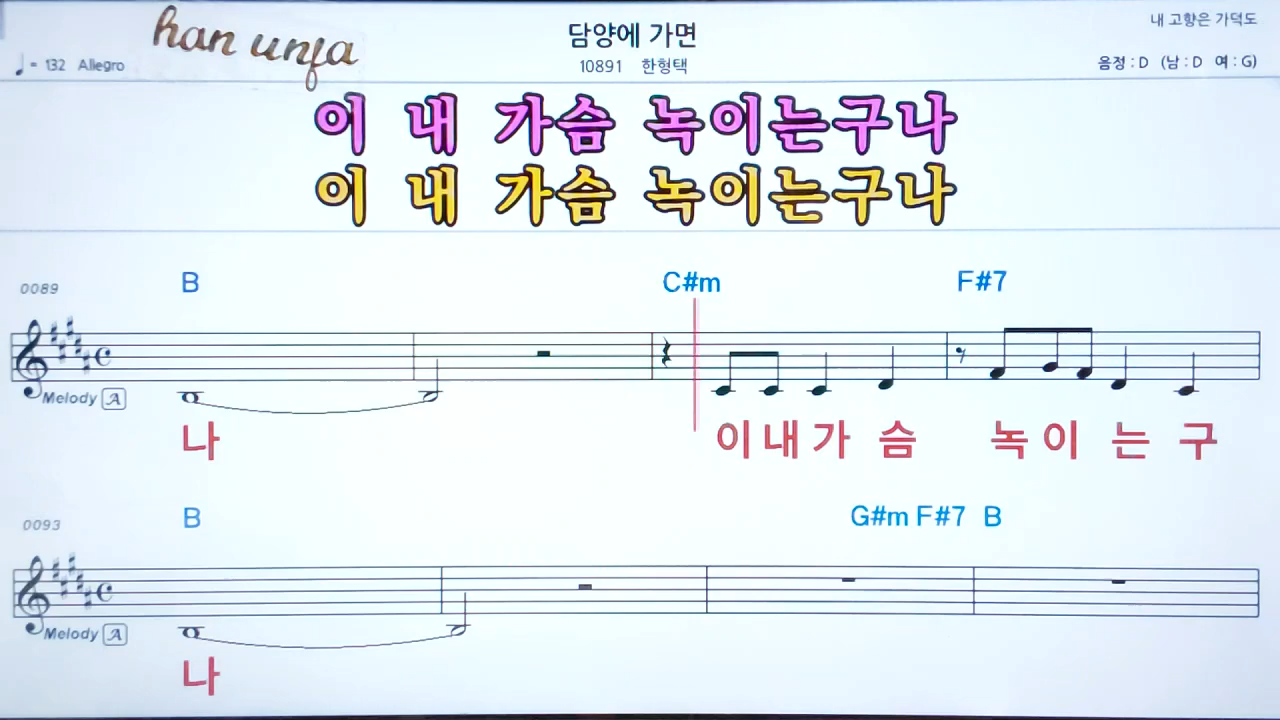 han unja
담양에 가면
내 고향은 가덕도
♩= 132 Allegro
10891 한형택
음정 : D (남 : D 여 : G)
이 내 가슴 녹이는구나
이 내 가슴 녹이는구나
0089 B C#m F#7
Melody A
나 이내가 슴 녹 이 는 구
0093 B G#m F#7 B
Melody A
나